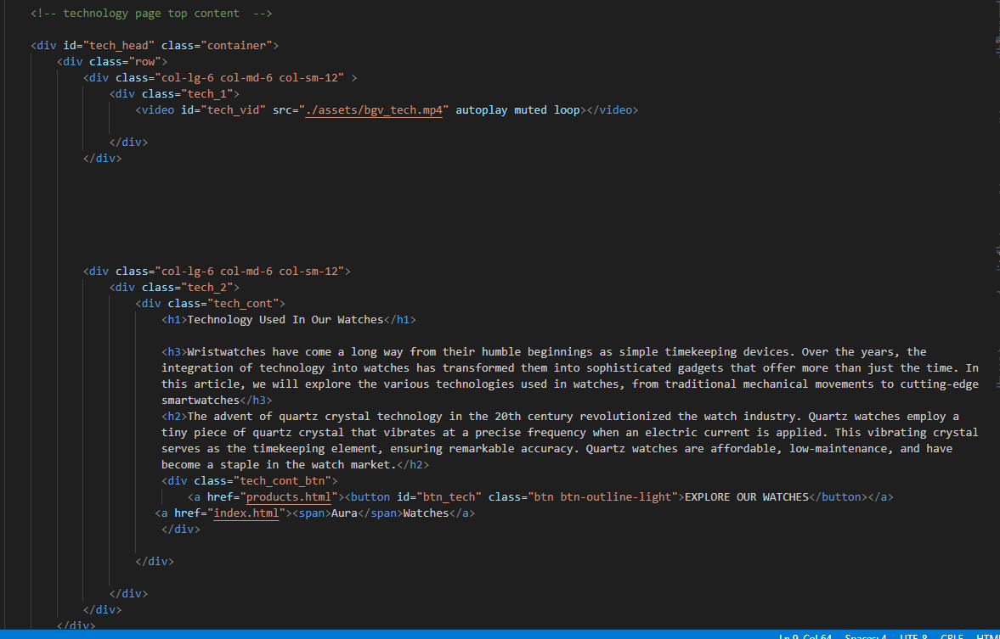 <!-- technology page top content  -->
<div id="tech_head" class="container">
<div class="row">
<div class="col-lg-6 col-md-6 col-sm-12" >
<div class="tech_1">
<video id="tech_vid" src="./assets/bgv_tech.mp4" autoplay muted loop></video>
</div>
</div>
<div class="col-lg-6 col-md-6 col-sm-12">
<div class="tech_2">
<div class="tech_cont">
<h1>Technology Used In Our Watches</h1>
<h3>Wristwatches have come a long way from their humble beginnings as simple timekeeping devices. Over the years, the
integration of technology into watches has transformed them into sophisticated gadgets that offer more than just the time. In
this article, we will explore the various technologies used in watches, from traditional mechanical movements to cutting-edge
smartwatches</h3>
<h2>The advent of quartz crystal technology in the 20th century revolutionized the watch industry. Quartz watches employ a
tiny piece of quartz crystal that vibrates at a precise frequency when an electric current is applied. This vibrating crystal
serves as the timekeeping element, ensuring remarkable accuracy. Quartz watches are affordable, low-maintenance, and have
become a staple in the watch market.</h2>
<div class="tech_cont_btn">
<a href="products.html"><button id="btn_tech" class="btn btn-outline-light">EXPLORE OUR WATCHES</button></a>
<a href="index.html"><span>Aura</span>Watches</a>
</div>
</div>
</div>
</div>
</div>
Ln 9, Col 64 Spaces: 4 UTF-8 CRLF HTM